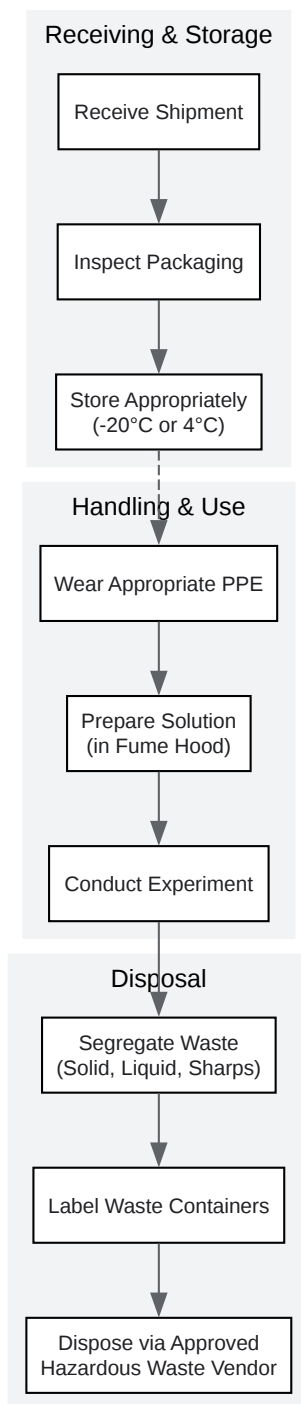 Receiving & Storage
Receive Shipment
Inspect Packaging
Store Appropriately
(-20°C or 4°C)
Handling & Use
Wear Appropriate PPE
Prepare Solution
(in Fume Hood)
Conduct Experiment
Disposal
Segregate Waste
(Solid, Liquid, Sharps)
Label Waste Containers
Dispose via Approved
Hazardous Waste Vendor